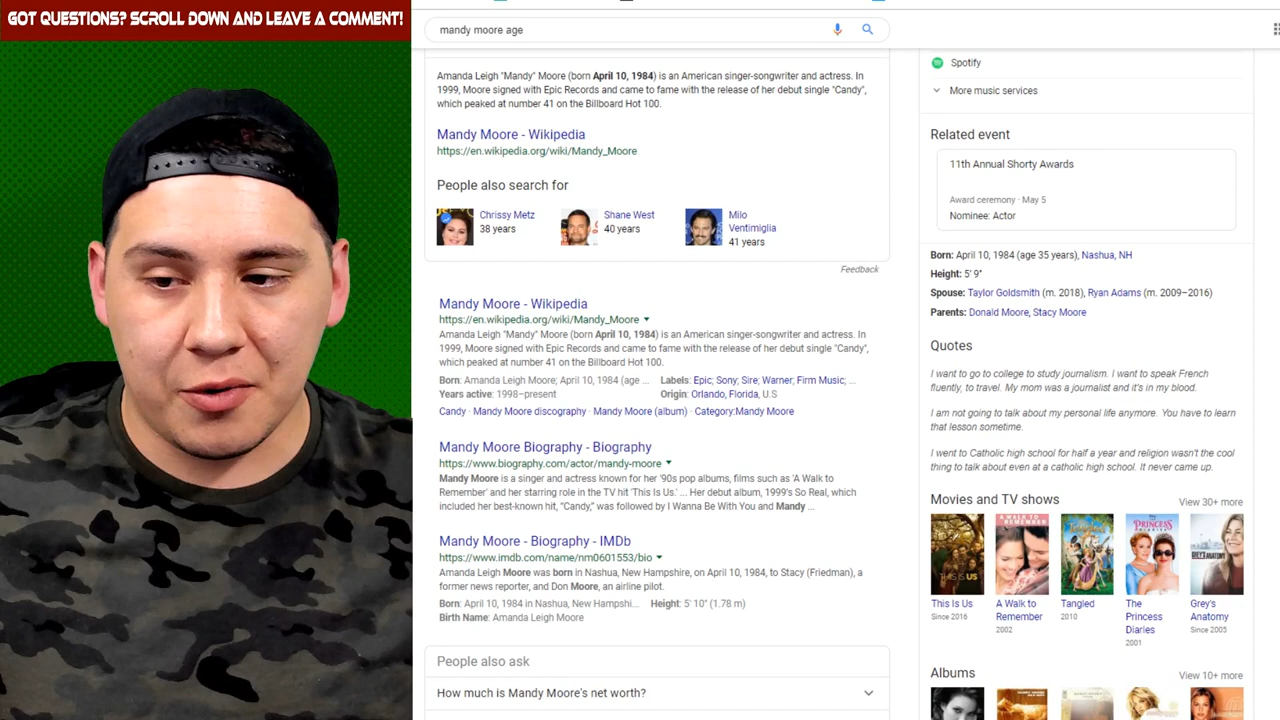 GOT QUESTIONS? SCROLL DOWN AND LEAVE A COMMENT!
mandy moore age
Amanda Leigh "Mandy" Moore (born April 10, 1984) is an American singer-songwriter and actress. In
1999, Moore signed with Epic Records and came to fame with the release of her debut single "Candy",
which peaked at number 41 on the Billboard Hot 100.
Mandy Moore - Wikipedia
https://en.wikipedia.org/wiki/Mandy_Moore
People also search for
Chrissy Metz
38 years
Shane West
40 years
Milo
Ventimiglia
41 years
Feedback
Mandy Moore - Wikipedia
https://en.wikipedia.org/wiki/Mandy_Moore
Amanda Leigh "Mandy" Moore (born April 10, 1984) is an American singer-songwriter and actress. In
1999, Moore signed with Epic Records and came to fame with the release of her debut single "Candy",
which peaked at number 41 on the Billboard Hot 100.
Born: Amanda Leigh Moore; April 10, 1984 (age ...
Labels: Epic; Sony; Sire; Warner; Firm Music; ...
Years active: 1998–present
Origin: Orlando, Florida, U.S
Candy · Mandy Moore discography · Mandy Moore (album) · Category:Mandy Moore
Mandy Moore Biography - Biography
https://www.biography.com/actor/mandy-moore
Mandy Moore is a singer and actress known for her '90s pop albums, films such as 'A Walk to
Remember' and her starring role in the TV hit 'This Is Us.' ... Her debut album, 1999's So Real, which
included her best-known hit, "Candy," was followed by I Wanna Be With You and Mandy ...
Mandy Moore - Biography - IMDb
https://www.imdb.com/name/nm0601553/bio
Amanda Leigh Moore was born in Nashua, New Hampshire, on April 10, 1984, to Stacy (Friedman), a
former news reporter, and Don Moore, an airline pilot.
Born: April 10, 1984 in Nashua, New Hampshi...
Height: 5' 10" (1.78 m)
Birth Name: Amanda Leigh Moore
People also ask
How much is Mandy Moore's net worth?
Spotify
More music services
Related event
11th Annual Shorty Awards
Award ceremony · May 5
Nominee: Actor
Born: April 10, 1984 (age 35 years), Nashua, NH
Height: 5' 9"
Spouse: Taylor Goldsmith (m. 2018), Ryan Adams (m. 2009–2016)
Parents: Donald Moore, Stacy Moore
Quotes
I want to go to college to study journalism. I want to speak French
fluently, to travel. My mom was a journalist and it's in my blood.
I am not going to talk about my personal life anymore. You have to learn
that lesson sometime.
I went to Catholic high school for half a year and religion wasn't the cool
thing to talk about even at a catholic high school. It never came up.
Movies and TV shows
View 30+ more
This Is Us
Since 2016
A Walk to
Remember
2002
Tangled
2010
The
Princess
Diaries
2001
Grey's
Anatomy
Since 2005
Albums
View 10+ more